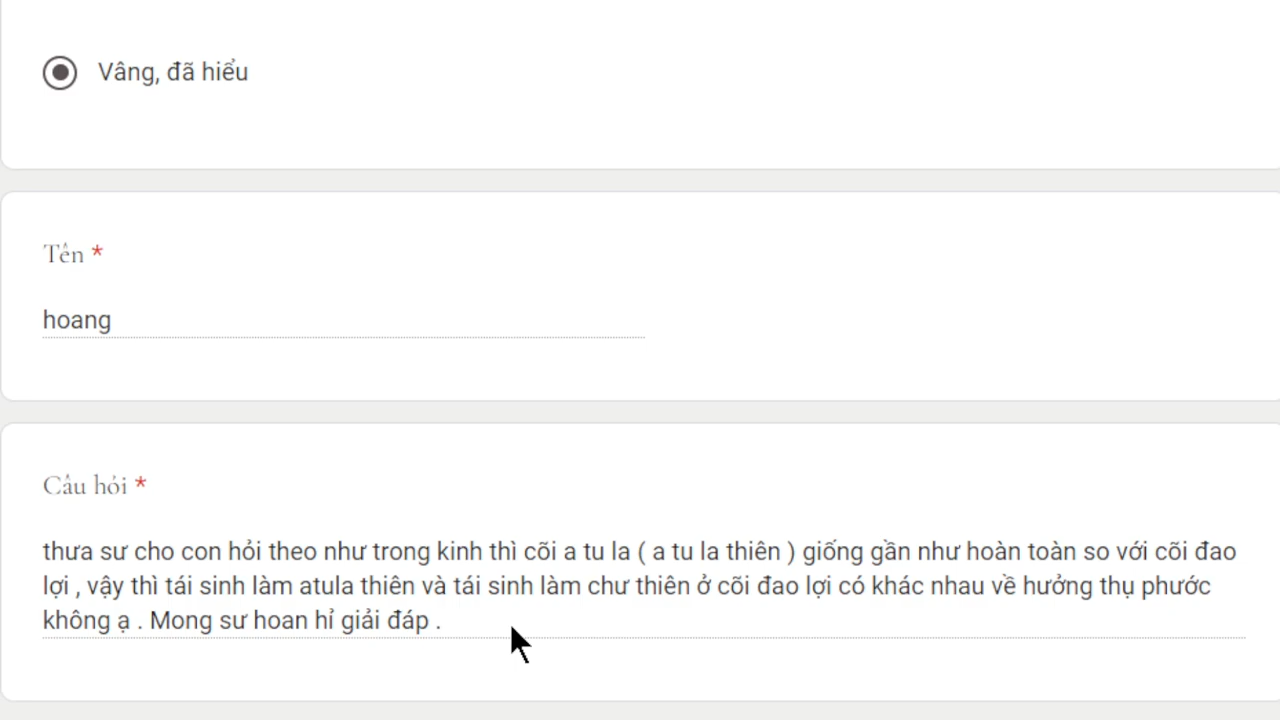 Vâng, đã hiểu
Tên *
hoang
Câu hỏi *
thưa sư cho con hỏi theo như trong kinh thì cõi a tu la ( a tu la thiên ) giống gần như hoàn toàn so với cõi đao
lợi , vậy thì tái sinh làm atula thiên và tái sinh làm chư thiên ở cõi đao lợi có khác nhau về hưởng thụ phước
không ạ . Mong sư hoan hỉ giải đáp .